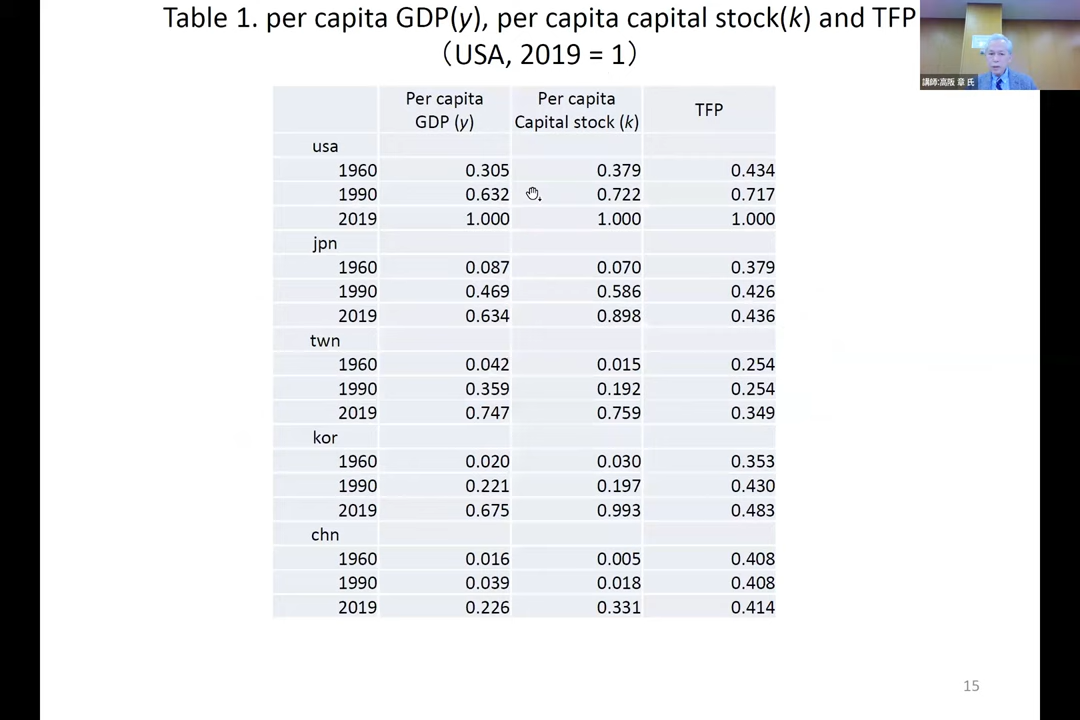 Table 1. per capita GDP(y), per capita capital stock(k) and TFP
（USA, 2019 = 1）
講師:高阪 章 氏
Per capita GDP (y) Per capita Capital stock (k) TFP
usa
1960 0.305 0.379 0.434
1990 0.632 0.722 0.717
2019 1.000 1.000 1.000
jpn
1960 0.087 0.070 0.379
1990 0.469 0.586 0.426
2019 0.634 0.898 0.436
twn
1960 0.042 0.015 0.254
1990 0.359 0.192 0.254
2019 0.747 0.759 0.349
kor
1960 0.020 0.030 0.353
1990 0.221 0.197 0.430
2019 0.675 0.993 0.483
chn
1960 0.016 0.005 0.408
1990 0.039 0.018 0.408
2019 0.226 0.331 0.414
15